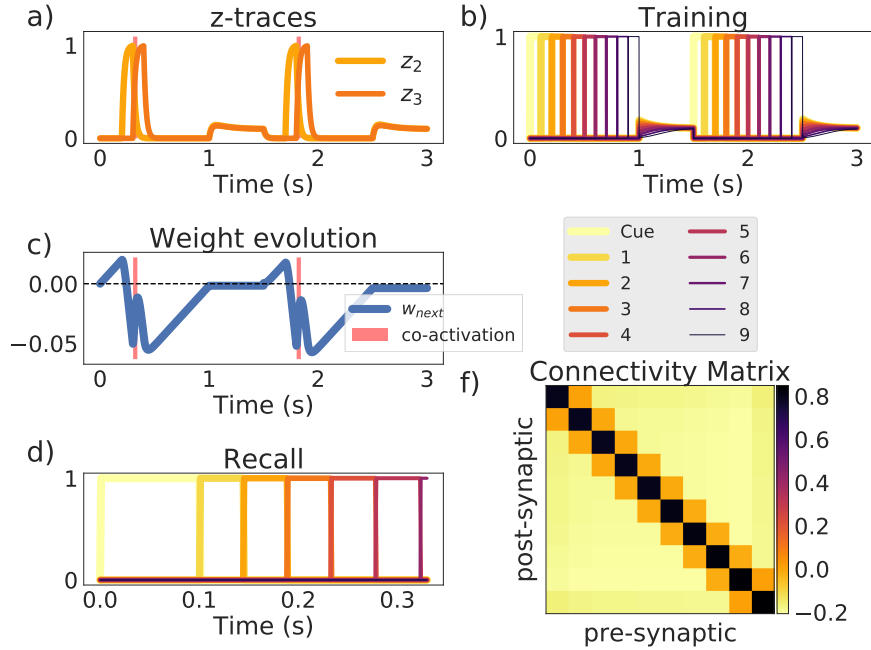 a)
z-traces
1
0
z2
z3
0
1
2
3
Time (s)
b)
Training
1
0
0
1
2
3
Time (s)
c)
Weight evolution
0.00
−0.05
w_next
co-activation
0
1
2
3
Time (s)
Cue
1
2
3
4
5
6
7
8
9
d)
Recall
1
0
0.0
0.1
0.2
0.3
Time (s)
f)
Connectivity Matrix
post-synaptic
pre-synaptic
0.8
0.6
0.4
0.2
0.0
−0.2